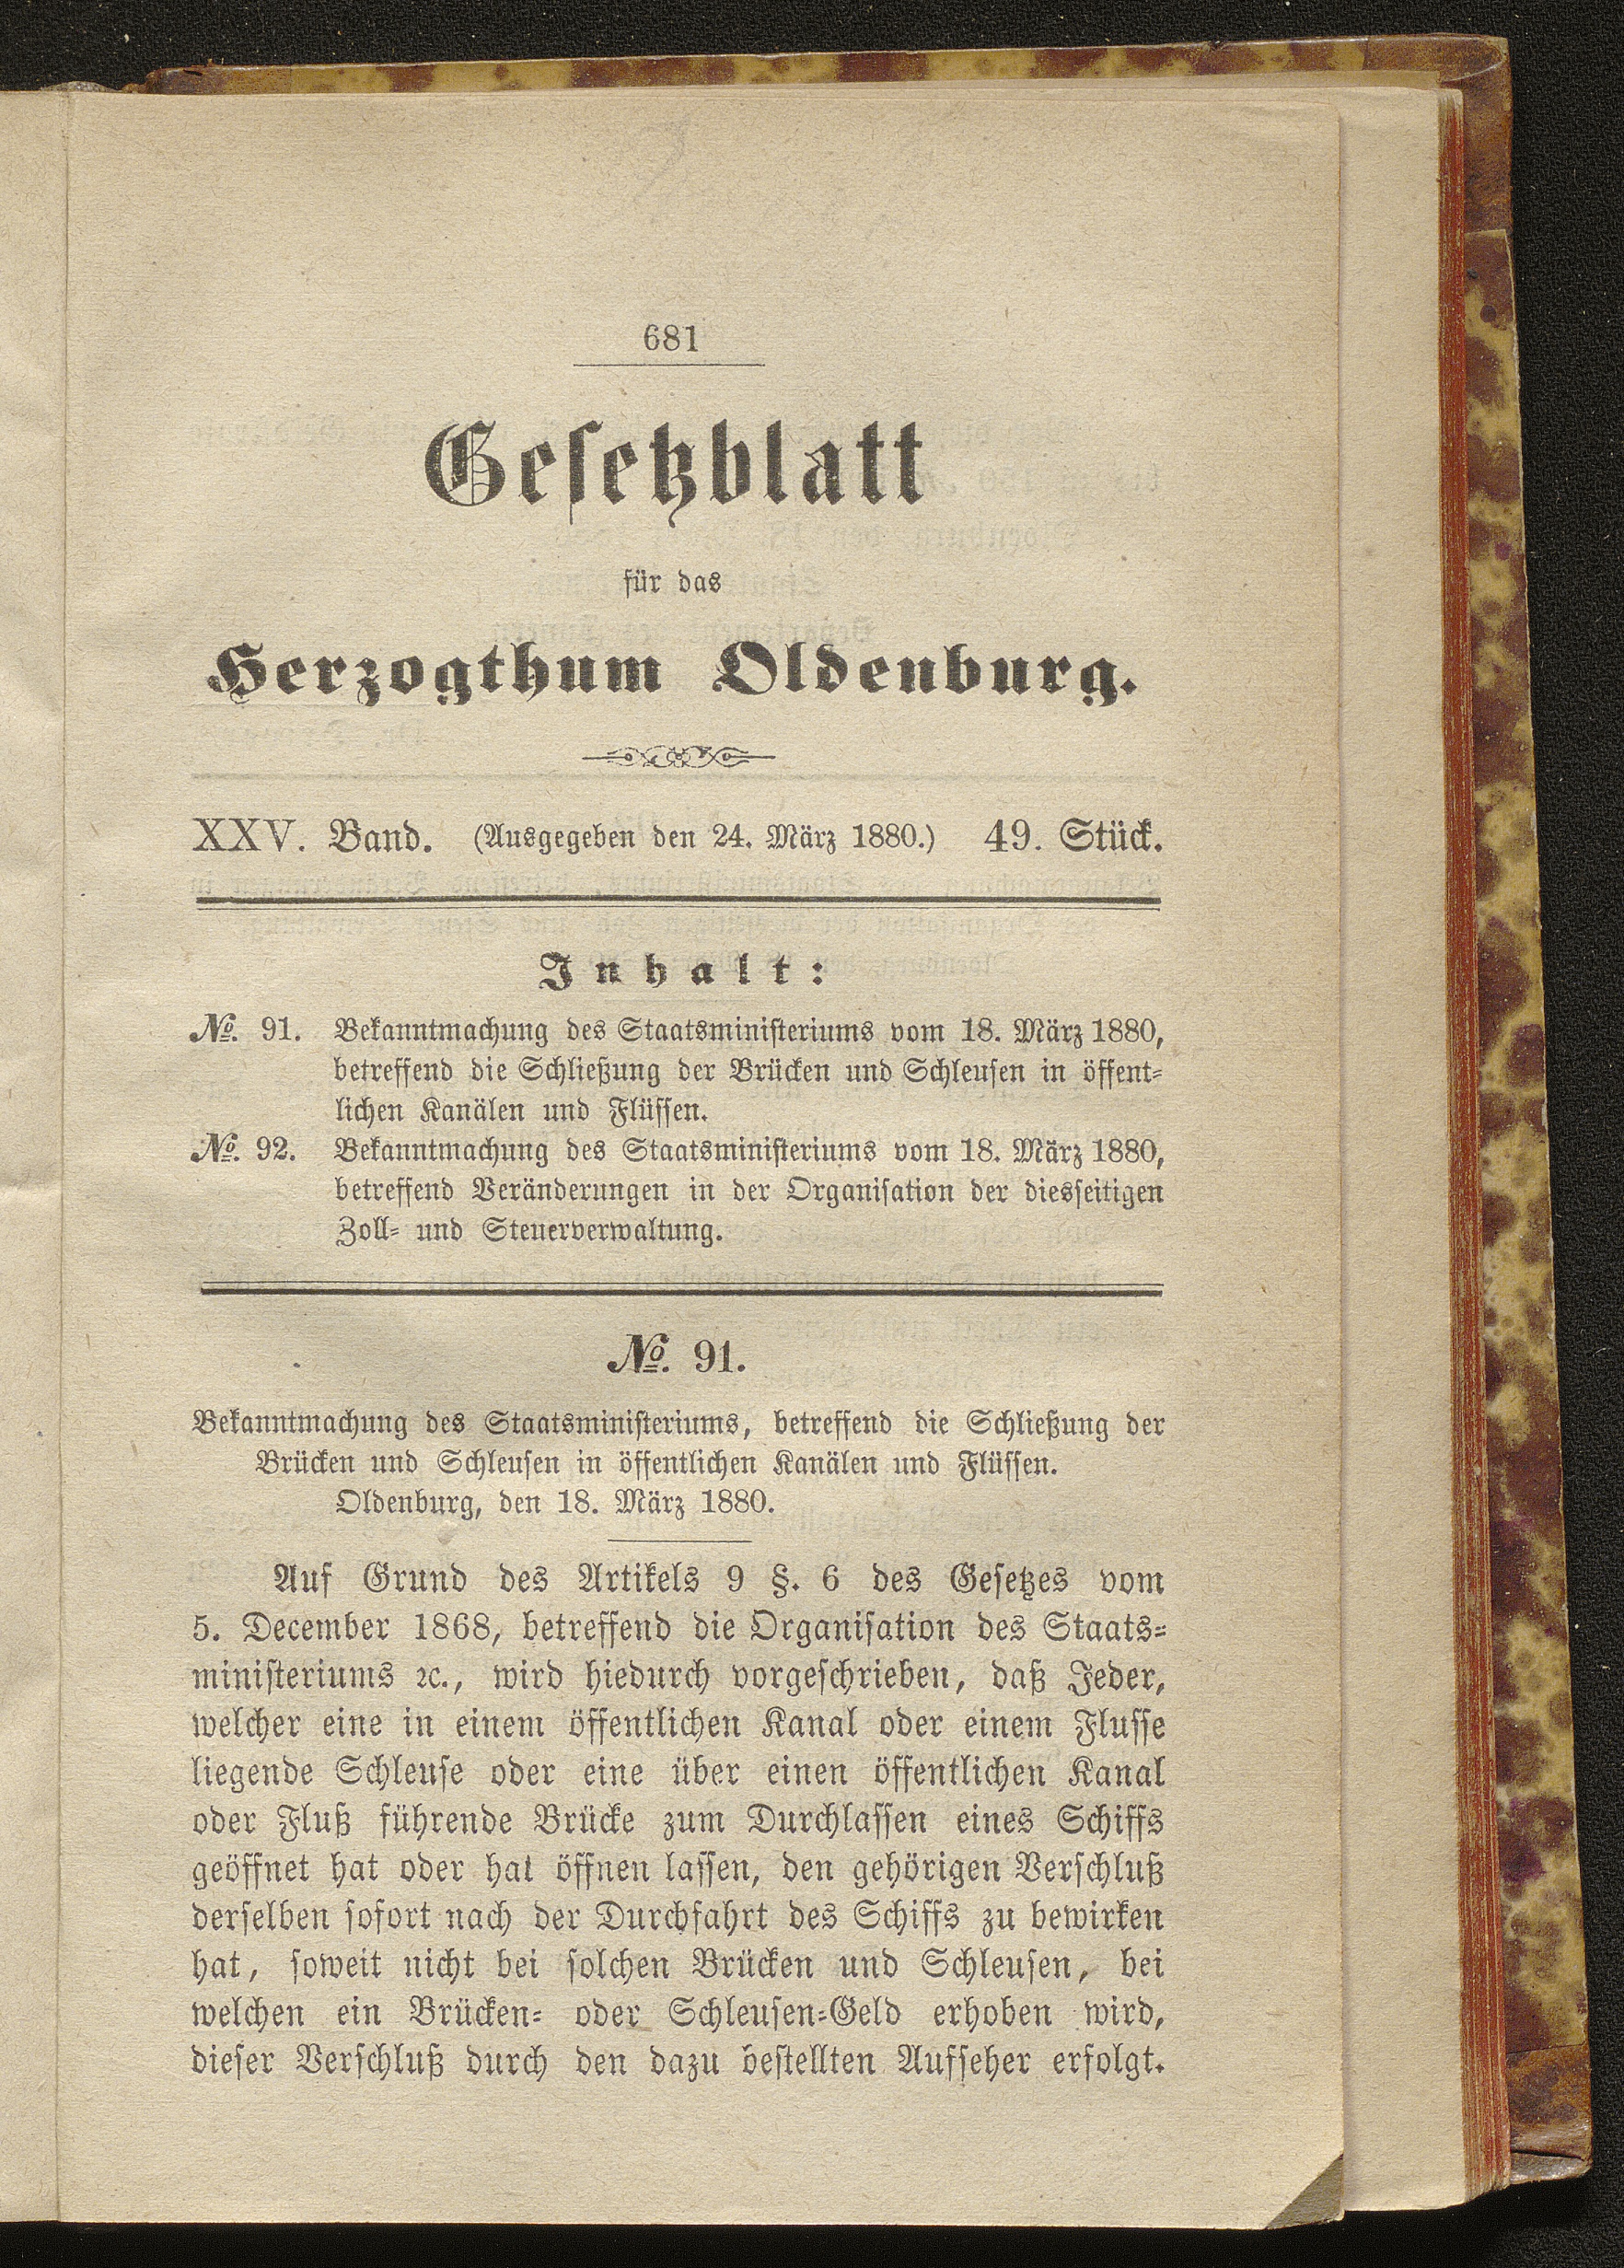 681
Gesetzblatt
für das
Herzogthum Oldenburg.
XXV. Band. (Ausgegeben den 24. März 1880.) 49. Stück.
Inhalt:
№. 91. Bekanntmachung des Staatsministeriums vom 18. März 1880,
betreffend die Schließung der Brücken und Schleusen in öffent-
lichen Kanälen und Flüssen.
№. 92. Bekanntmachung des Staatsministeriums vom 18. März 1880,
betreffend Veränderungen in der Organisation der diesseitigen
Zoll- und Steuerverwaltung.
№. 91.
Bekanntmachung des Staatsministeriums, betreffend die Schließung der
Brücken und Schleusen in öffentlichen Kanälen und Flüssen.
Oldenburg, den 18. März 1880.
Auf Grund des Artikels 9 §. 6 des Gesetzes vom
5. December 1868, betreffend die Organisation des Staats-
ministeriums ꝛc., wird hiedurch vorgeschrieben, daß Jeder,
welcher eine in einem öffentlichen Kanal oder einem Flusse
liegende Schleuse oder eine über einen öffentlichen Kanal
oder Fluß führende Brücke zum Durchlassen eines Schiffs
geöffnet hat oder hat öffnen lassen, den gehörigen Verschluß
derselben sofort nach der Durchfahrt des Schiffs zu bewirken
hat, soweit nicht bei solchen Brücken und Schleusen, bei
welchen ein Brücken- oder Schleusen-Geld erhoben wird,
dieser Verschluß durch den dazu bestellten Aufseher erfolgt.